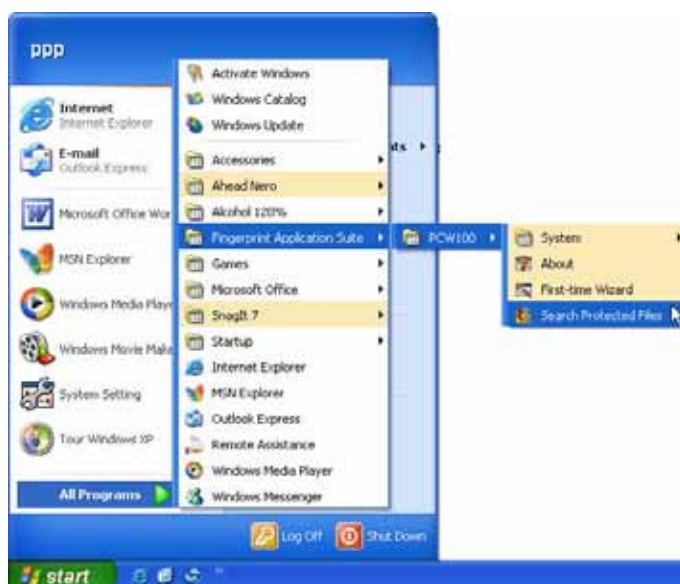 ppp
Internet
Internet Explorer
E-mail
Outlook Express
Microsoft Office Wor
MSN Explorer
Windows Media Playe
Windows Movie Make
System Setting
Tour Windows XP
All Programs
Activate Windows
Windows Catalog
Windows Update
Accessories
Ahead Nero
Alcohol 120%
Fingerprint Application Suite
Games
Microsoft Office
SnagIt 7
Startup
Internet Explorer
MSN Explorer
Outlook Express
Remote Assistance
Windows Media Player
Windows Messenger
nts
PCW100
System
About
First-time Wizard
Search Protected Files
Log Off
Shut Down
start